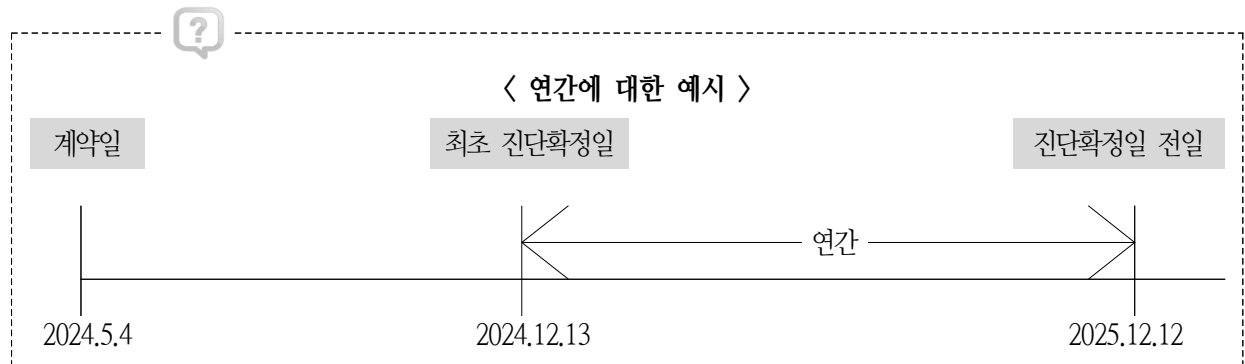 ?
〈 연간에 대한 예시 〉
계약일 최초 진단확정일 진단확정일 전일
연간
2024.5.4 2024.12.13 2025.12.12